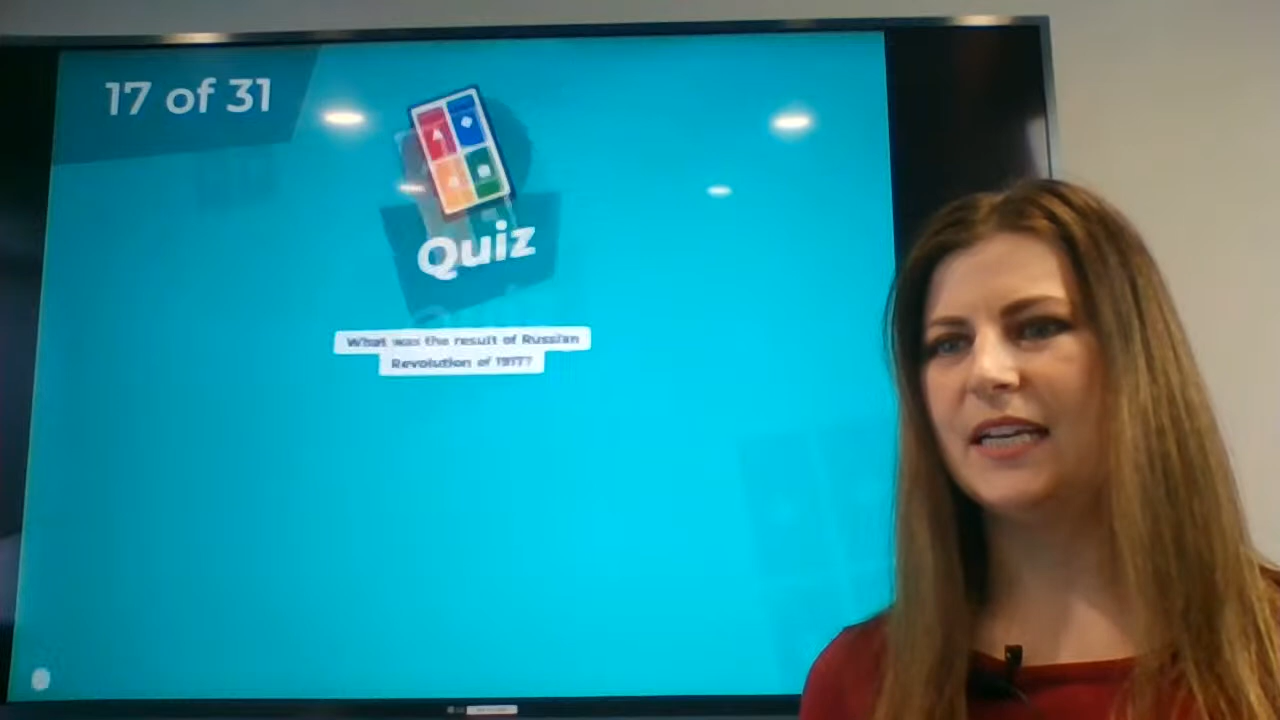 17 of 31
Quiz
What was the result of Russian
Revolution of 1917?